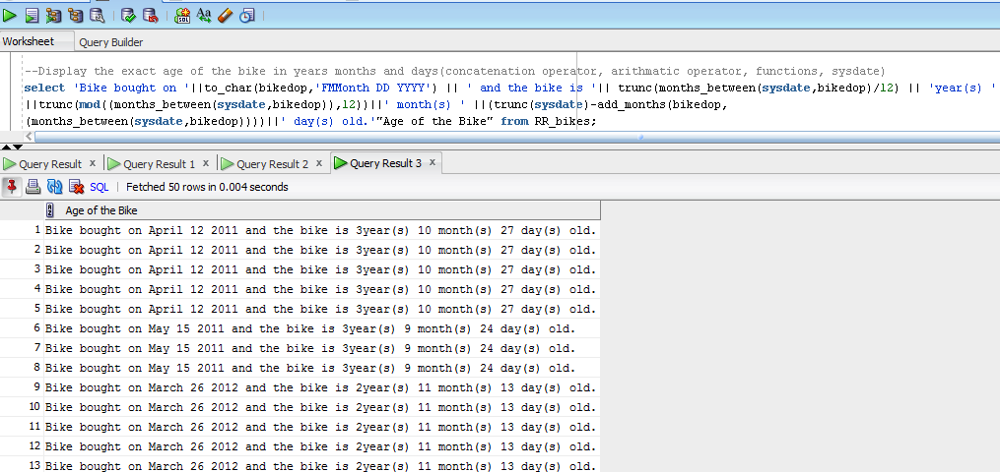 Worksheet Query Builder
--Display the exact age of the bike in years months and days(concatenation operator, arithmatic operator, functions, sysdate)
select 'Bike bought on '||to_char(bikedop,'FMMonth DD YYYY') || ' and the bike is '|| trunc(months_between(sysdate,bikedop)/12) || 'year(s) '
||trunc(mod((months_between(sysdate,bikedop)),12))||' month(s) ' ||(trunc(sysdate)-add_months(bikedop,
(months_between(sysdate,bikedop))))||' day(s) old.'"Age of the Bike" from RR_bikes;
Query Result x Query Result 1 x Query Result 2 x Query Result 3 x
SQL | Fetched 50 rows in 0.004 seconds
Age of the Bike
1 Bike bought on April 12 2011 and the bike is 3year(s) 10 month(s) 27 day(s) old.
2 Bike bought on April 12 2011 and the bike is 3year(s) 10 month(s) 27 day(s) old.
3 Bike bought on April 12 2011 and the bike is 3year(s) 10 month(s) 27 day(s) old.
4 Bike bought on April 12 2011 and the bike is 3year(s) 10 month(s) 27 day(s) old.
5 Bike bought on April 12 2011 and the bike is 3year(s) 10 month(s) 27 day(s) old.
6 Bike bought on May 15 2011 and the bike is 3year(s) 9 month(s) 24 day(s) old.
7 Bike bought on May 15 2011 and the bike is 3year(s) 9 month(s) 24 day(s) old.
8 Bike bought on May 15 2011 and the bike is 3year(s) 9 month(s) 24 day(s) old.
9 Bike bought on March 26 2012 and the bike is 2year(s) 11 month(s) 13 day(s) old.
10 Bike bought on March 26 2012 and the bike is 2year(s) 11 month(s) 13 day(s) old.
11 Bike bought on March 26 2012 and the bike is 2year(s) 11 month(s) 13 day(s) old.
12 Bike bought on March 26 2012 and the bike is 2year(s) 11 month(s) 13 day(s) old.
13 Bike bought on March 26 2012 and the bike is 2year(s) 11 month(s) 13 day(s) old.